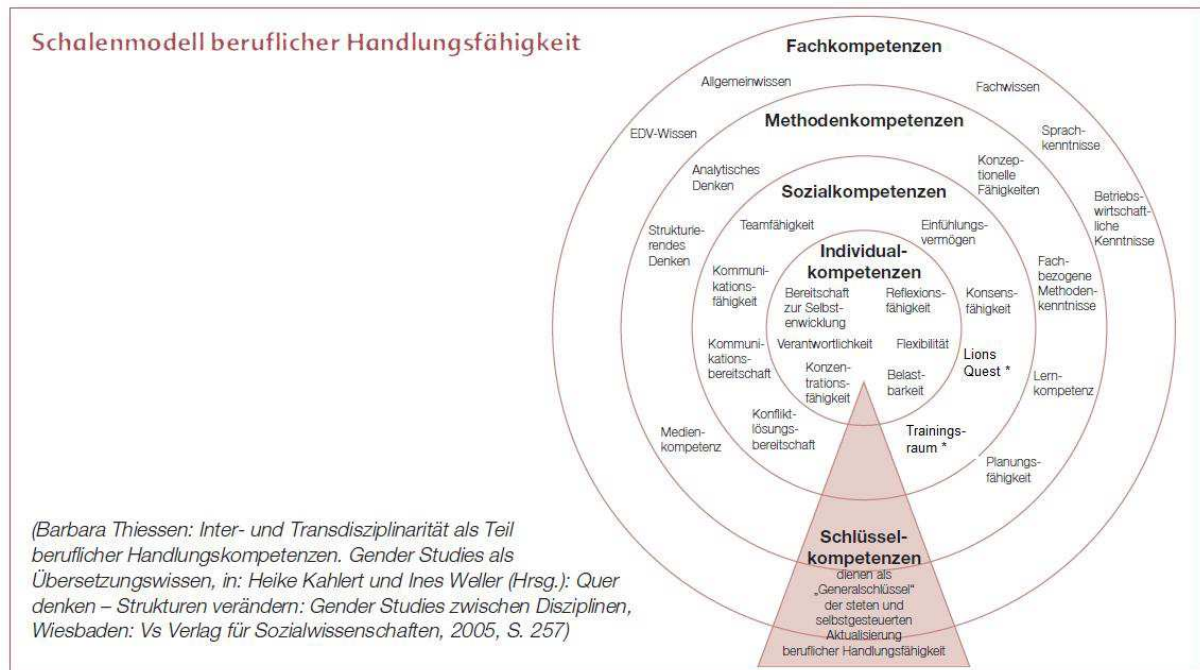 Schalenmodell beruflicher Handlungsfähigkeit
Fachkompetenzen
Allgemeinwissen
Fachwissen
EDV-Wissen
Sprach-
kenntnisse
Betriebs-
wirtschaft-
liche
Kenntnisse
Methodenkompetenzen
Analytisches
Denken
Konzep-
tionelle
Fähigkeiten
Strukturie-
rendes
Denken
Fach-
bezogene
Methoden-
kenntnisse
Lern-
kompetenz
Medien-
kompetenz
Planungs-
fähigkeit
Sozialkompetenzen
Teamfähigkeit
Einfühlungs-
vermögen
Kommuni-
kations-
fähigkeit
Konsens-
fähigkeit
Kommuni-
kations-
bereitschaft
Lions
Quest *
Konflikt-
lösungs-
bereitschaft
Trainings-
raum *
Individual-
kompetenzen
Bereitschaft
zur Selbst-
enwicklung
Reflexions-
fähigkeit
Verantwortlichkeit
Flexibilität
Konzen-
trations-
fähigkeit
Belast-
barkeit
Schlüssel-
kompetenzen
dienen als
„Generalschlüssel“
der steten und
selbstgesteuerten
Aktualisierung
beruflicher Handlungsfähigkeit
(Barbara Thiessen: Inter- und Transdisziplinarität als Teil
beruflicher Handlungskompetenzen. Gender Studies als
Übersetzungswissen, in: Heike Kahlert und Ines Weller (Hrsg.): Quer
denken – Strukturen verändern: Gender Studies zwischen Disziplinen,
Wiesbaden: Vs Verlag für Sozialwissenschaften, 2005, S. 257)